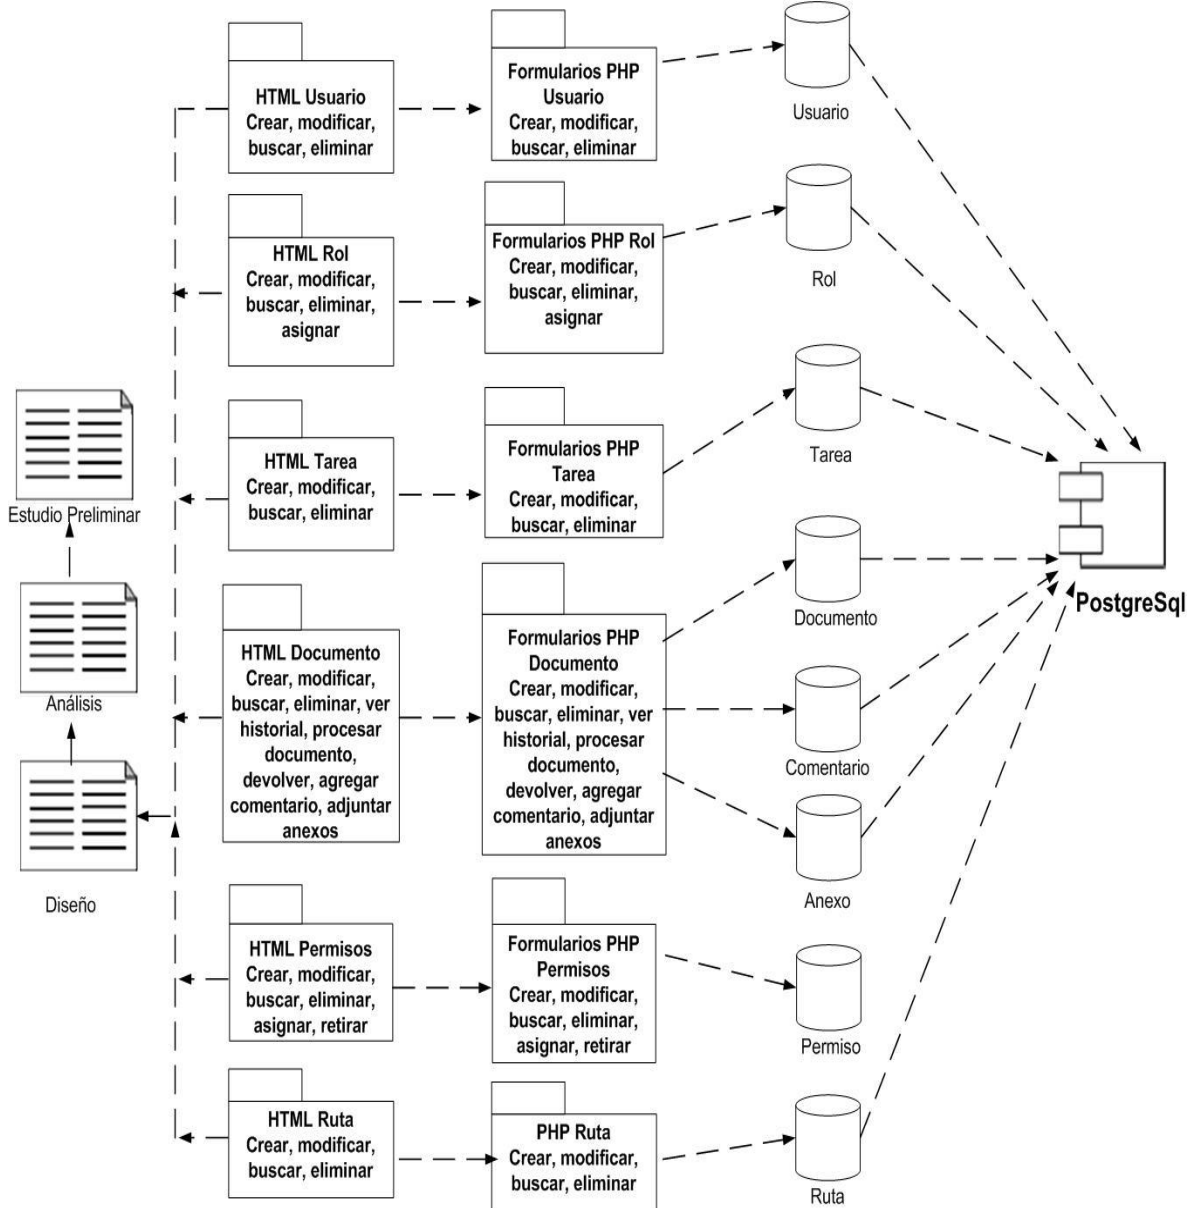 HTML Usuario
Crear, modificar,
buscar, eliminar
Formularios PHP
Usuario
Crear, modificar,
buscar, eliminar
Usuario
HTML Rol
Crear, modificar,
buscar, eliminar,
asignar
Formularios PHP Rol
Crear, modificar,
buscar, eliminar,
asignar
Rol
HTML Tarea
Crear, modificar,
buscar, eliminar
Formularios PHP
Tarea
Crear, modificar,
buscar, eliminar
Tarea
Estudio Preliminar
Análisis
Diseño
HTML Documento
Crear, modificar,
buscar, eliminar, ver
historial, procesar
documento,
devolver, agregar
comentario, adjuntar
anexos
Formularios PHP
Documento
Crear, modificar,
buscar, eliminar, ver
historial, procesar
documento,
devolver, agregar
comentario, adjuntar
anexos
Documento
Comentario
Anexo
PostgreSql
HTML Permisos
Crear, modificar,
buscar, eliminar,
asignar, retirar
Formularios PHP
Permisos
Crear, modificar,
buscar, eliminar,
asignar, retirar
Permiso
HTML Ruta
Crear, modificar,
buscar, eliminar
PHP Ruta
Crear, modificar,
buscar, eliminar
Ruta